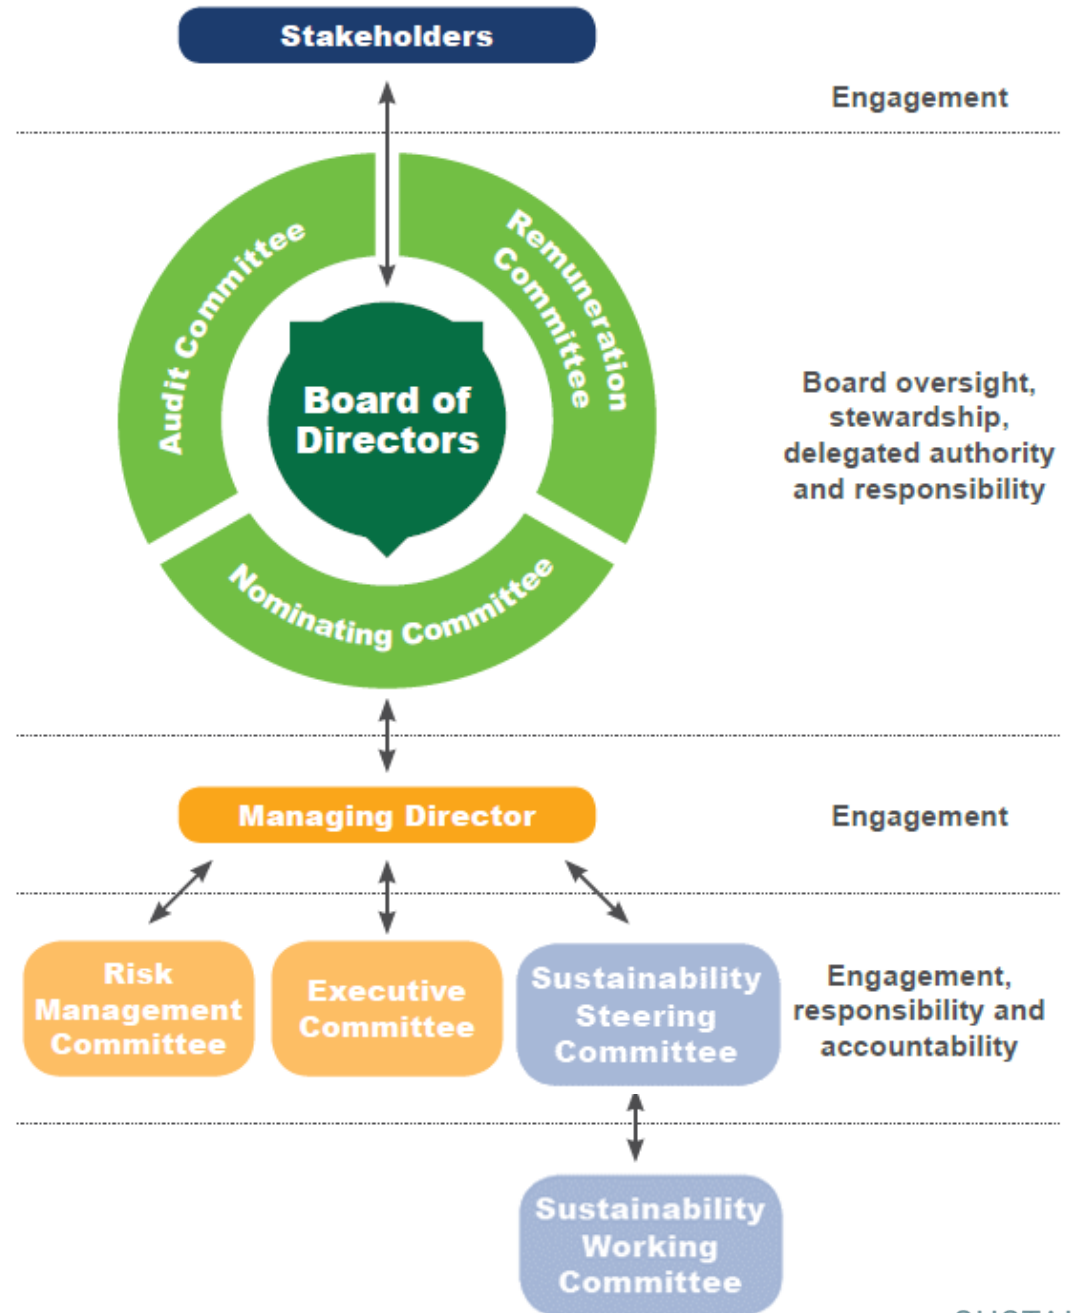 Stakeholders
Engagement
Audit Committee
Remuneration
Committee
Board of
Directors
Nominating Committee
Board oversight,
stewardship,
delegated authority
and responsibility
Managing Director
Engagement
Risk
Management
Committee
Executive
Committee
Sustainability
Steering
Committee
Engagement,
responsibility and
accountability
Sustainability
Working
Committee